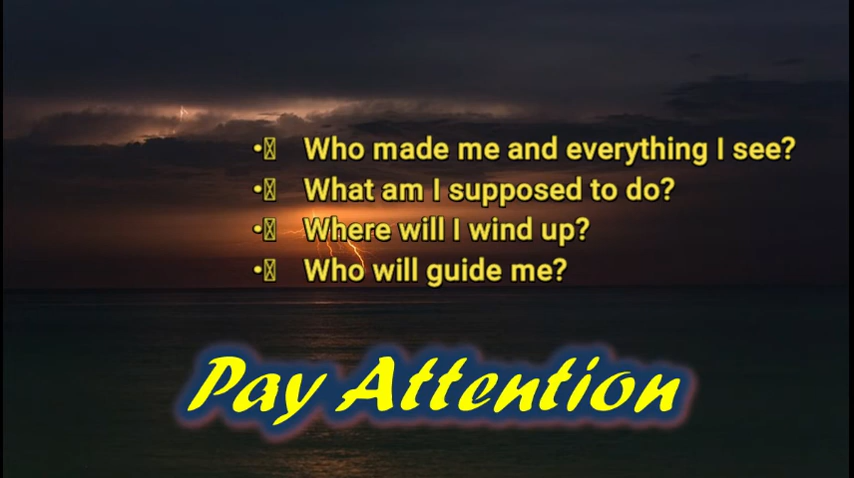 • Who made me and everything I see?
• What am I supposed to do?
• Where will I wind up?
• Who will guide me?
Pay Attention